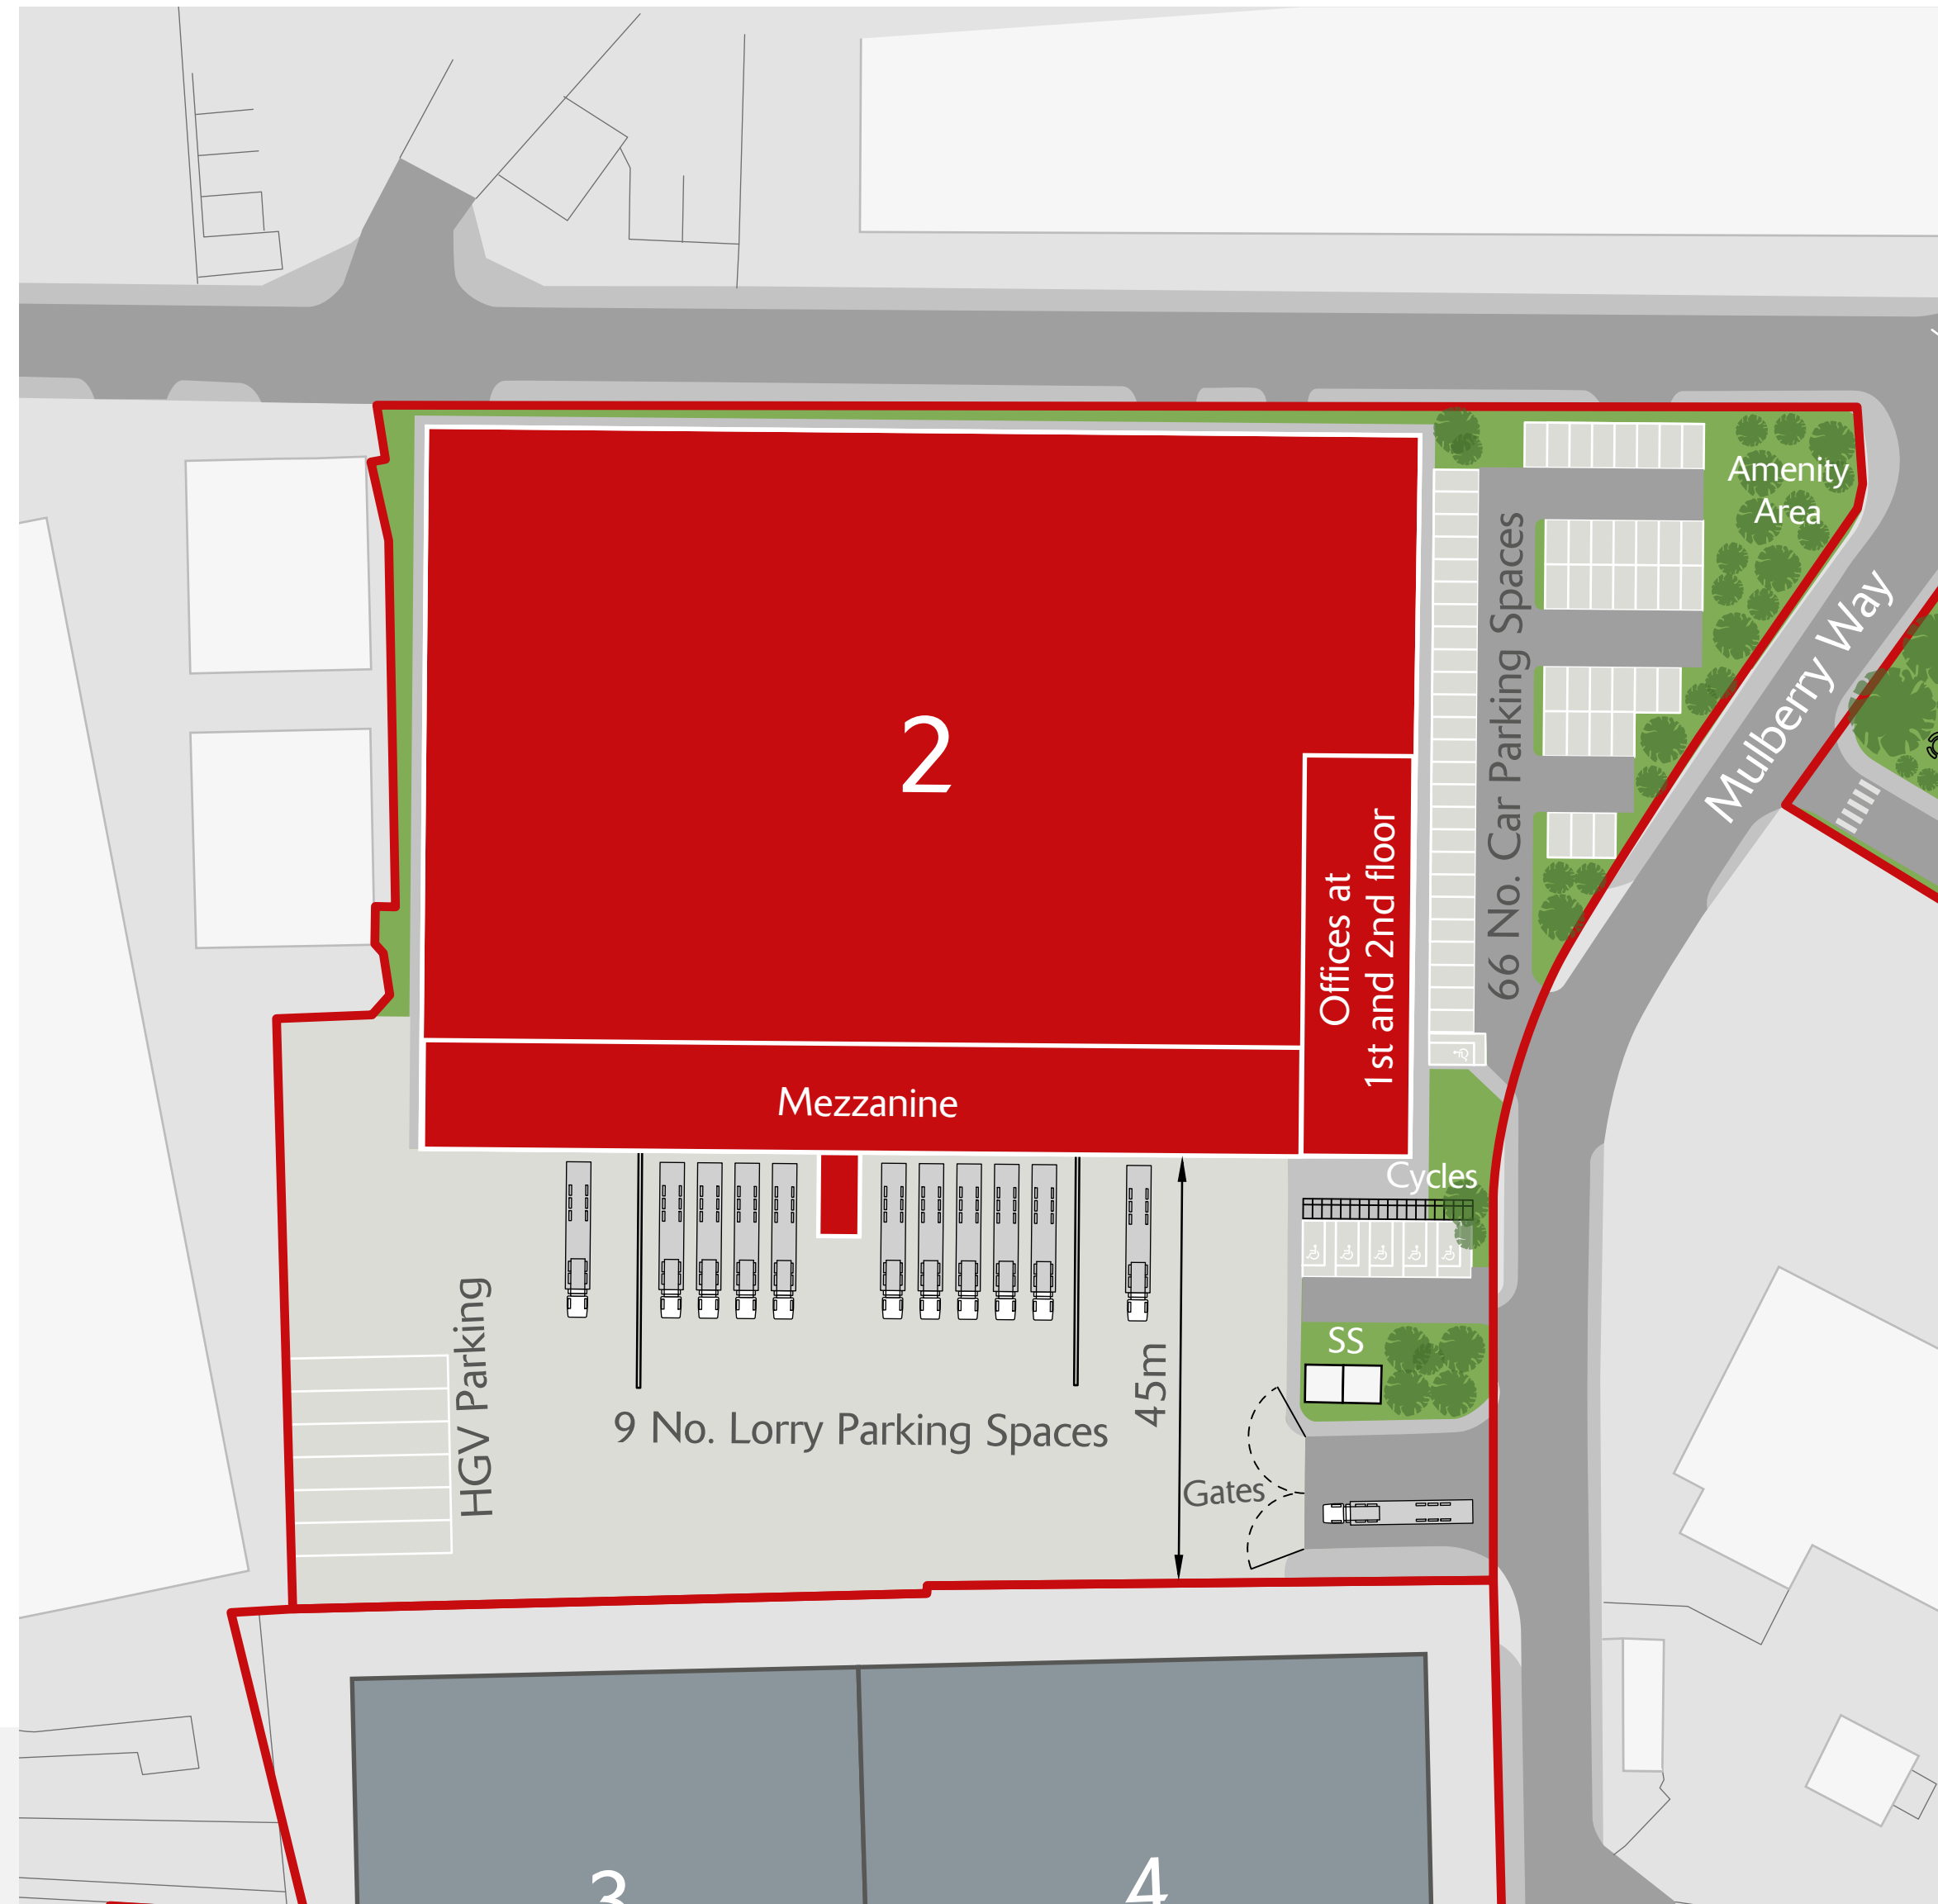 Amenity
Area
66 No. Car Parking Spaces
Mulberry Way
2
Offices at
1st and 2nd floor
Mezzanine
Cycles
SS
HGV Parking
45m
9 No. Lorry Parking Spaces
Gates
3
4